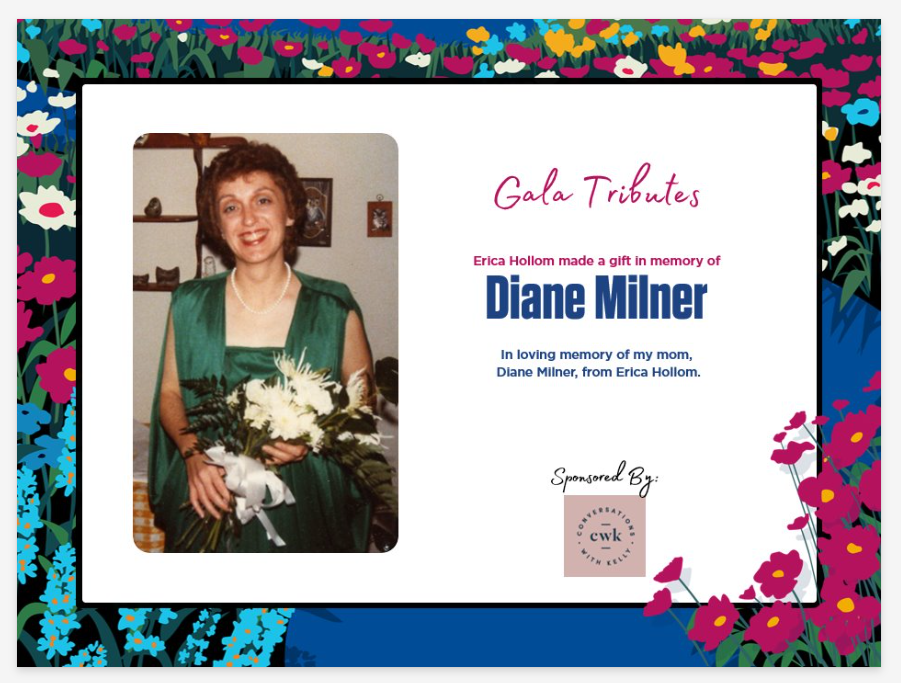 Gala Tributes
Erica Hollom made a gift in memory of
Diane Milner
In loving memory of my mom,
Diane Milner, from Erica Hollom.
Sponsored By:
CONVERSATIONS
cwk
WITH KELLY